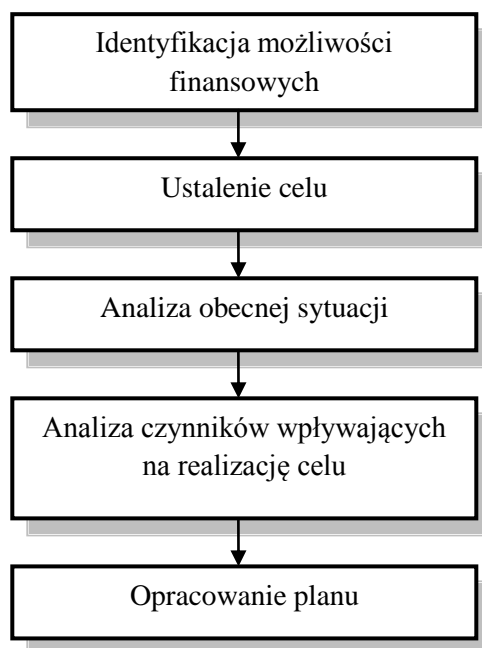 Identyfikacja możliwości
finansowych
Ustalenie celu
Analiza obecnej sytuacji
Analiza czynników wpływających
na realizację celu
Opracowanie planu